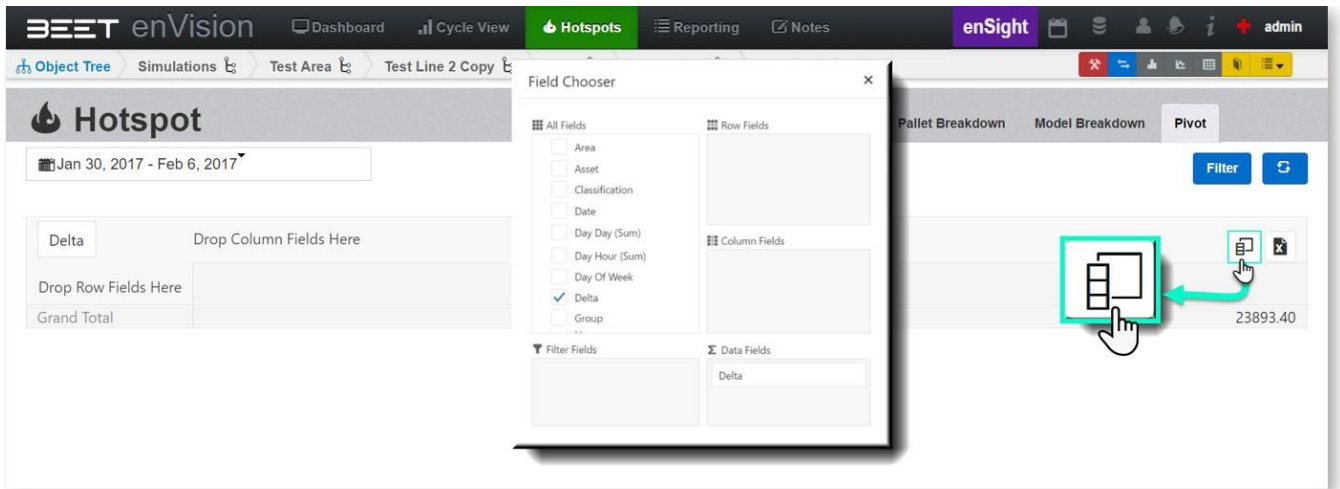 BEET enVision Dashboard Cycle View Hotspots Reporting Notes enSight admin
Object Tree Simulations Test Area Test Line 2 Copy
Hotspot
Pallet Breakdown Model Breakdown Pivot
Jan 30, 2017 - Feb 6, 2017
Filter
Delta Drop Column Fields Here
Drop Row Fields Here
Grand Total 23893.40
Field Chooser
All Fields
Area
Asset
Classification
Date
Day Day (Sum)
Day Hour (Sum)
Day Of Week
Delta
Group
Row Fields
Column Fields
Filter Fields
Data Fields
Delta